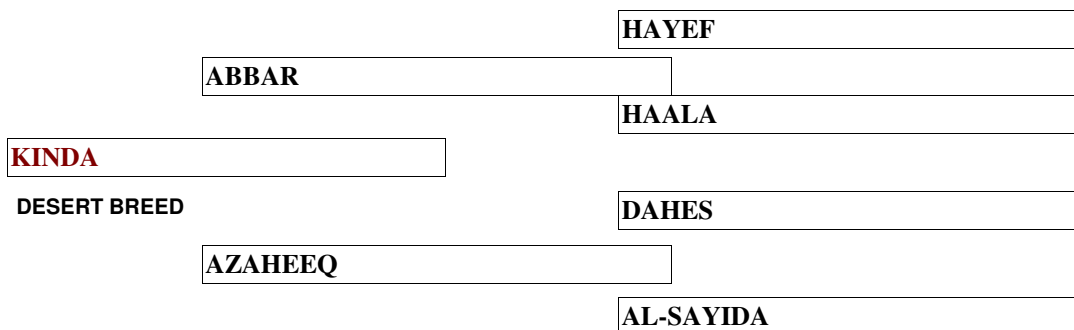 HAYEF
ABBAR
HAALA
KINDA
DESERT BREED
DAHES
AZAHEEQ
AL-SAYIDA